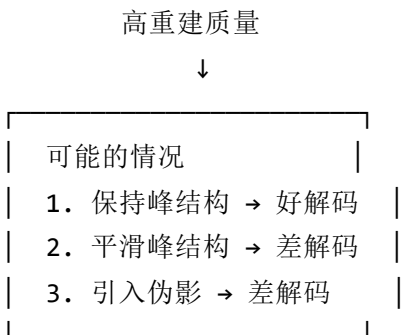 高重建质量
↓
可能的情况
1. 保持峰结构 → 好解码
2. 平滑峰结构 → 差解码
3. 引入伪影 → 差解码